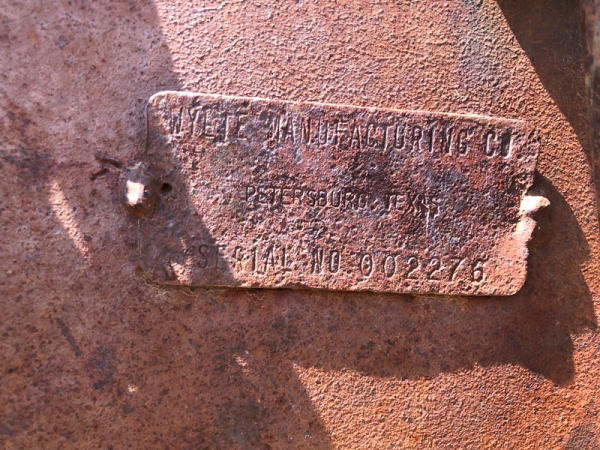 WYLIE MANUFACTURING CO
PETERSBURG, TEXAS
SERIAL NO. 002276